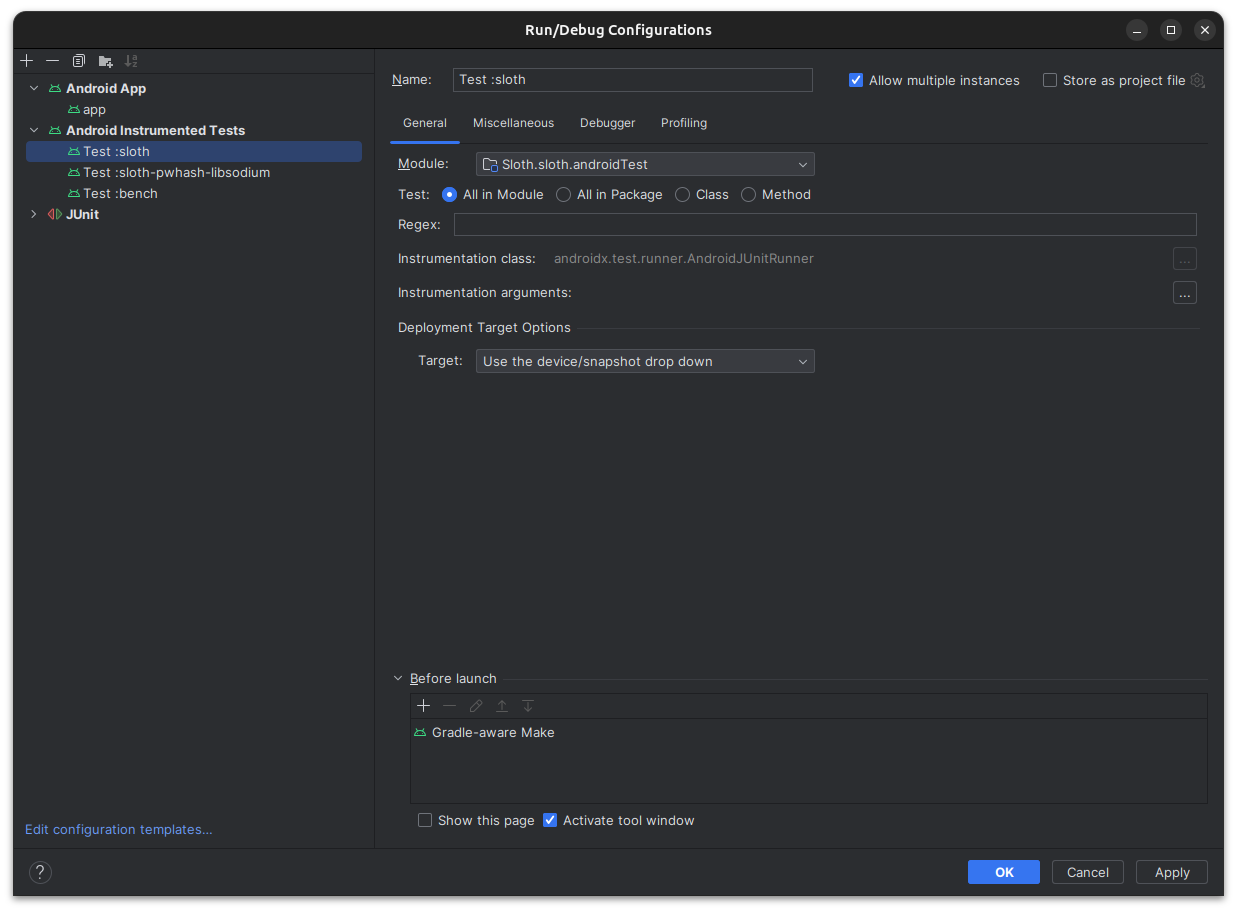 Run/Debug Configurations
Android App
app
Android Instrumented Tests
Test :sloth
Test :sloth-pwhash-libsodium
Test :bench
JUnit
Edit configuration templates...
Name: Test :sloth
Allow multiple instances
Store as project file
General Miscellaneous Debugger Profiling
Module: Sloth.sloth.androidTest
Test: All in Module All in Package Class Method
Regex:
Instrumentation class: androidx.test.runner.AndroidJUnitRunner ...
Instrumentation arguments: ...
Deployment Target Options
Target: Use the device/snapshot drop down
Before launch
Gradle-aware Make
Show this page Activate tool window
? OK Cancel Apply